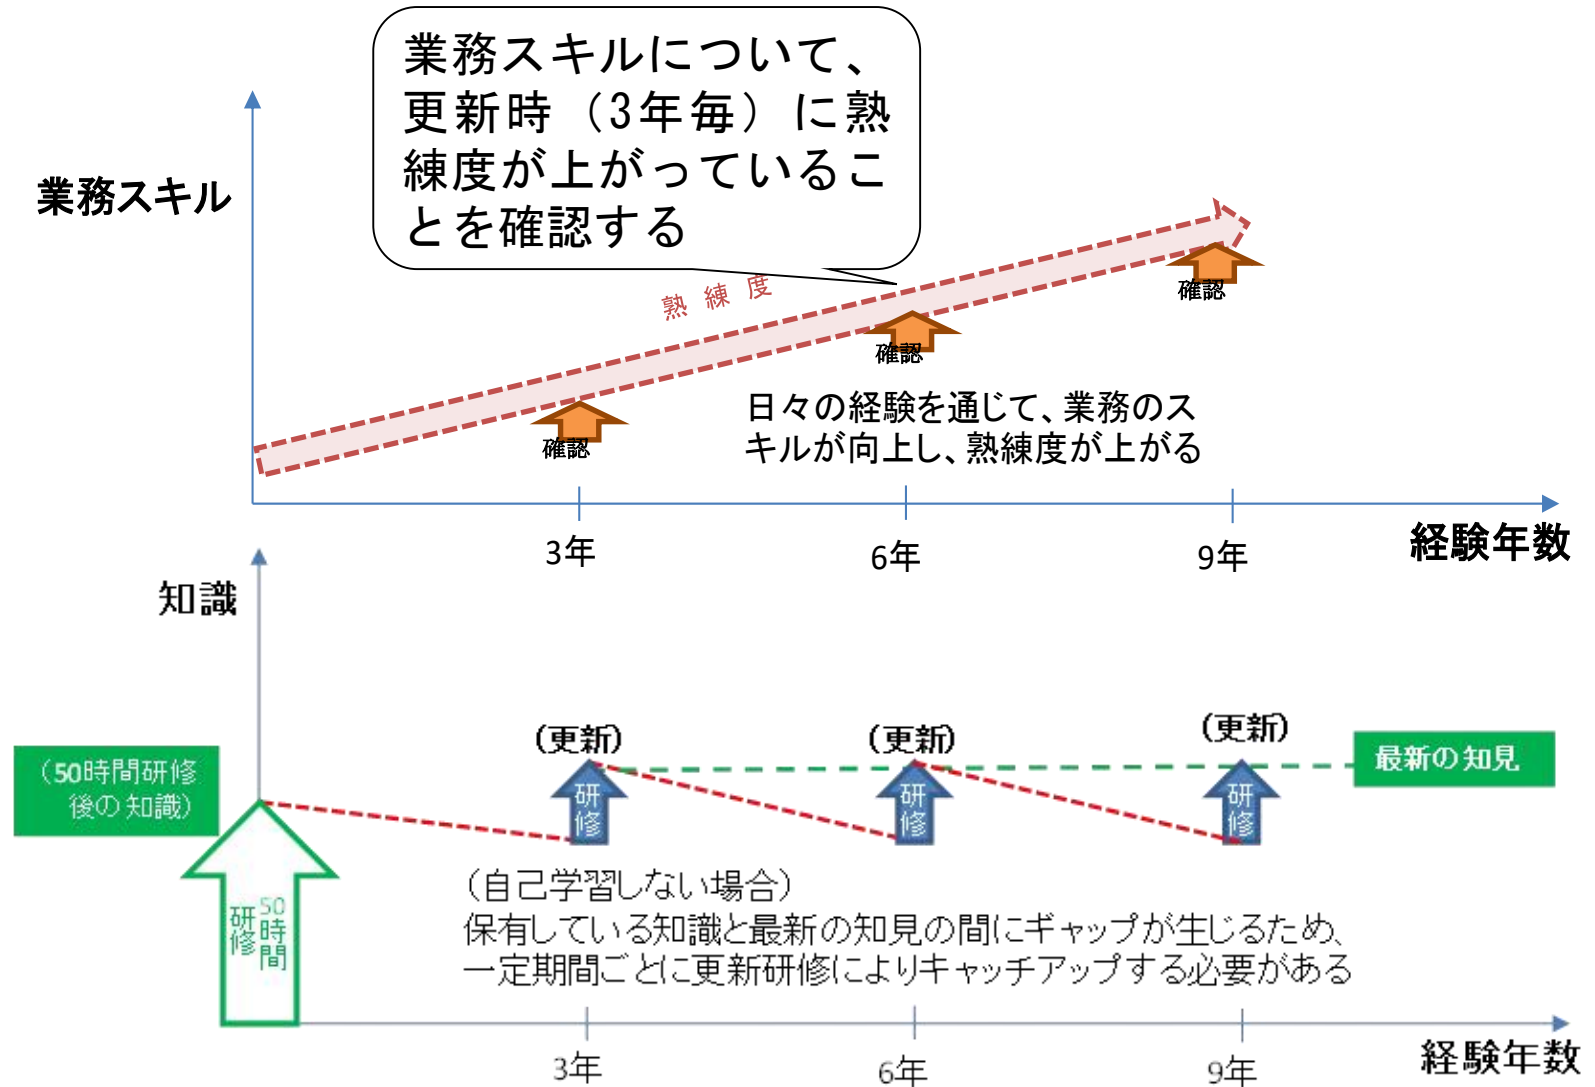 業務スキルについて、
更新時（3年毎）に熟
練度が上がっているこ
とを確認する
業務スキル
熟練度
確認
確認
確認
日々の経験を通じて、業務のス
キルが向上し、熟練度が上がる
3年
6年
9年
経験年数
知識
（50時間研修
後の知識）
(更新)
(更新)
(更新)
最新の知見
研修
研修
研修
50時間
研修
（自己学習しない場合）
保有している知識と最新の知見の間にギャップが生じるため、
一定期間ごとに更新研修によりキャッチアップする必要がある
3年
6年
9年
経験年数